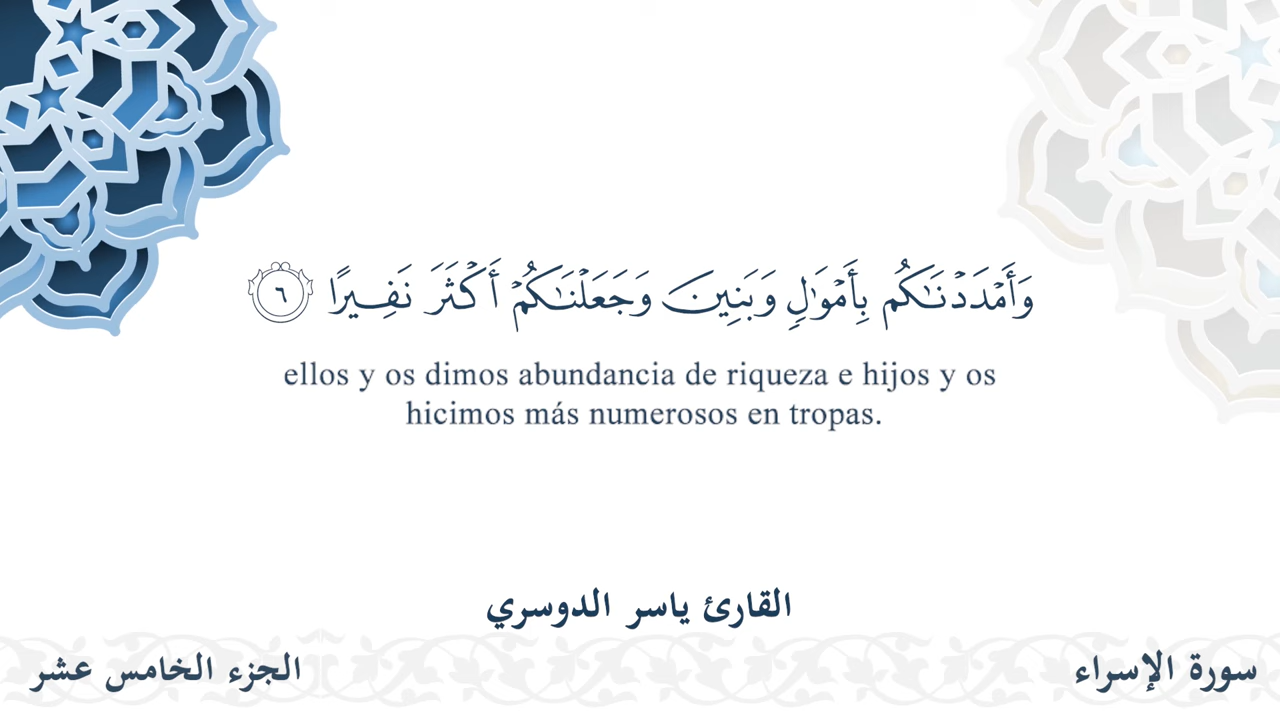 وَأَمْدَدْنَـٰكُم بِأَمْوَٰلٍ وَبَنِينَ وَجَعَلْنَـٰكُمْ أَكْثَرَ نَفِيرًا ٦
ellos y os dimos abundancia de riqueza e hijos y os
hicimos más numerosos en tropas.
القارئ ياسر الدوسري
سورة الإسراء
الجزء الخامس عشر